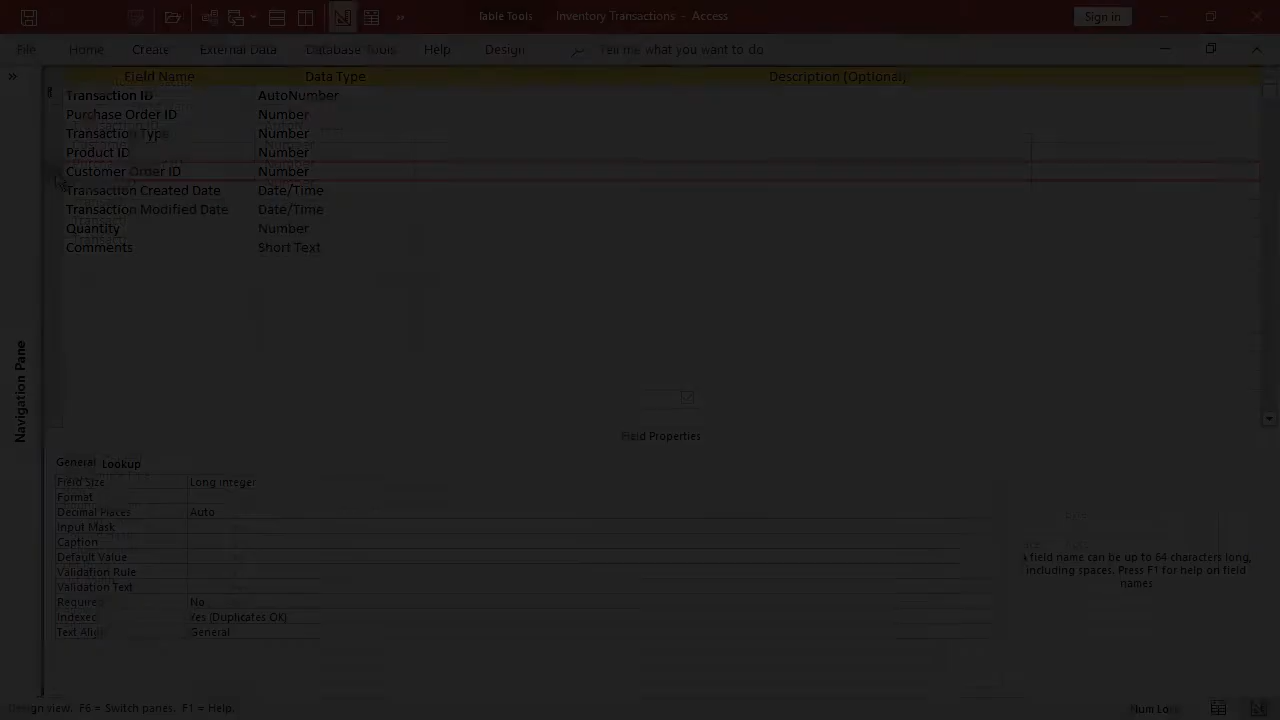 Table Tools Inventory Transactions - Access Sign in
File Home Create External Data Database Tools Help Design Tell me what you want to do
Field Name Data Type Description (Optional)
Transaction ID AutoNumber
Purchase Order ID Number
Transaction Type Number
Product ID Number
Customer Order ID Number
Transaction Created Date Date/Time
Transaction Modified Date Date/Time
Quantity Number
Comments Short Text
Navigation Pane
Field Properties
General Lookup
Field Size Long Integer
Format
Decimal Places Auto
Input Mask
Caption
Default Value
Validation Rule
Validation Text
Required No
Indexed Yes (Duplicates OK)
Text Align General
A field name can be up to 64 characters long,
including spaces. Press F1 for help on field
names
Design view. F6 = Switch panes. F1 = Help. Num Lock